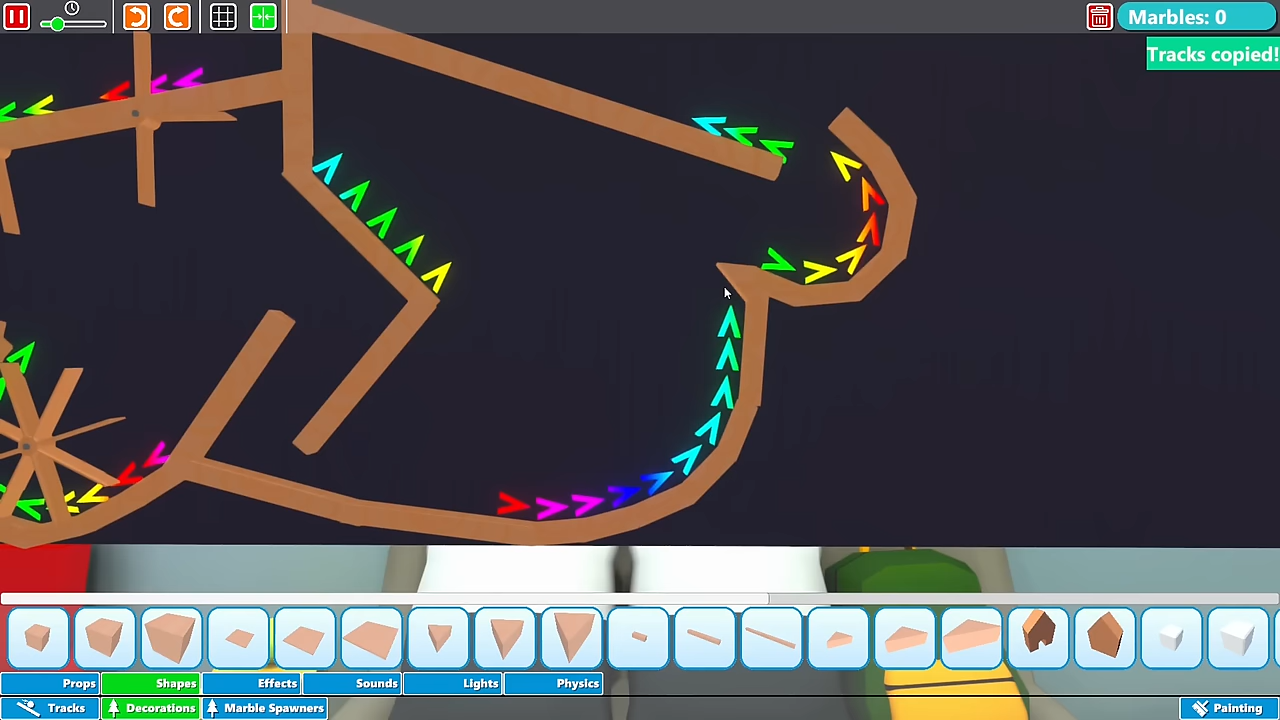 Marbles: 0
Tracks copied!
Props
Shapes
Effects
Sounds
Lights
Physics
Tracks
Decorations
Marble Spawners
Painting